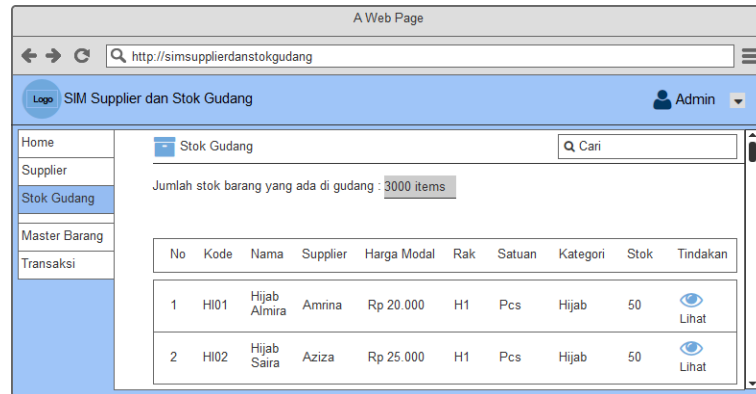 A Web Page
http://simsupplierdanstokgudang
Logo SIM Supplier dan Stok Gudang Admin
Home
Supplier
Stok Gudang
Master Barang
Transaksi
Stok Gudang Cari
Jumlah stok barang yang ada di gudang : 3000 items
No Kode Nama Supplier Harga Modal Rak Satuan Kategori Stok Tindakan
1 HI01 Hijab Almira Amrina Rp 20.000 H1 Pcs Hijab 50 Lihat
2 HI02 Hijab Saira Aziza Rp 25.000 H1 Pcs Hijab 50 Lihat